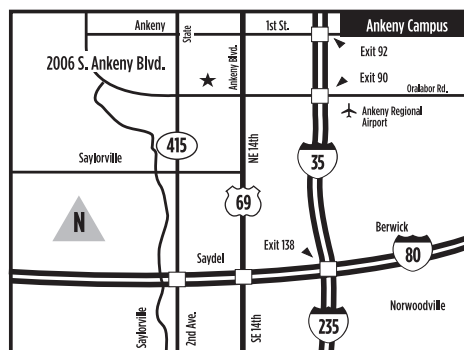 Ankeny
State
1st St.
Ankeny Campus
Exit 92
2006 S. Ankeny Blvd.
Ankeny Blvd.
Exit 90
Oralabor Rd.
Ankeny Regional
Airport
415
Saylorville
NE 14th
35
69
N
Berwick
Exit 138
80
Saydel
Norwoodville
Saylorville
2nd Ave.
SE 14th
235